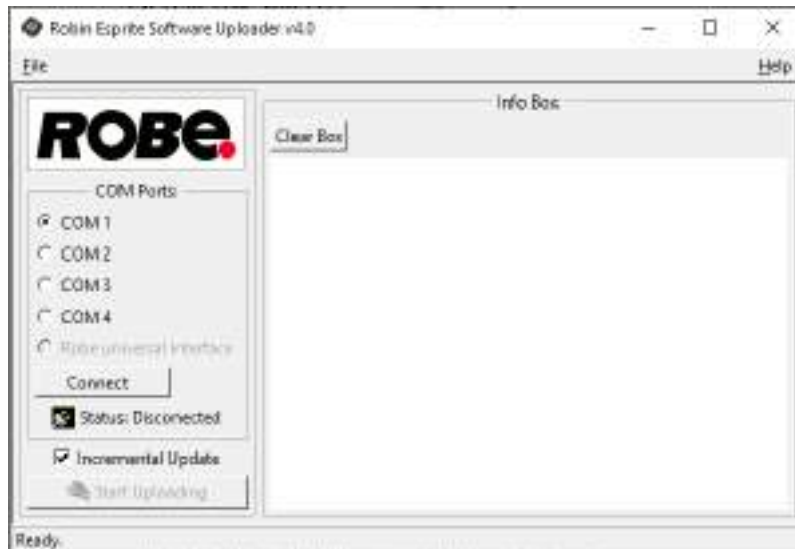 Robin Esprite Software Uploader v4.0
File
Help
ROBE
COM Ports
COM 1
COM 2
COM 3
COM 4
Robe universal interface
Connect
Status: Disconected
Incremental Update
Start Uploading
Info Box
Clear Box
Ready.